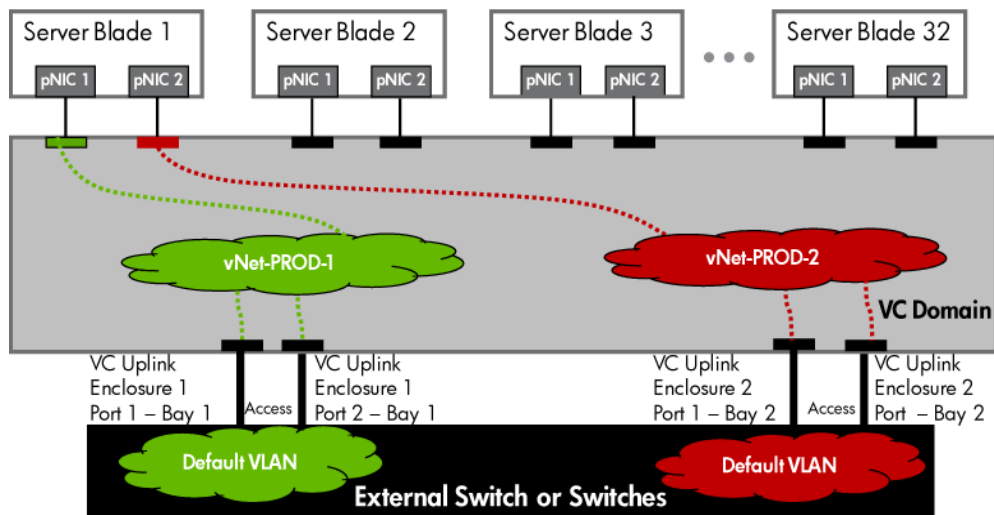 Server Blade 1
Server Blade 2
Server Blade 3
Server Blade 32
pNIC 1
pNIC 2
pNIC 1
pNIC 2
pNIC 1
pNIC 2
pNIC 1
pNIC 2
vNet-PROD-1
vNet-PROD-2
VC Domain
VC Uplink
Enclosure 1
Port 1 – Bay 1
Access
VC Uplink
Enclosure 1
Port 2 – Bay 1
VC Uplink
Enclosure 2
Port 1 – Bay 2
Access
VC Uplink
Enclosure 2
Port – Bay 2
Default VLAN
Default VLAN
External Switch or Switches